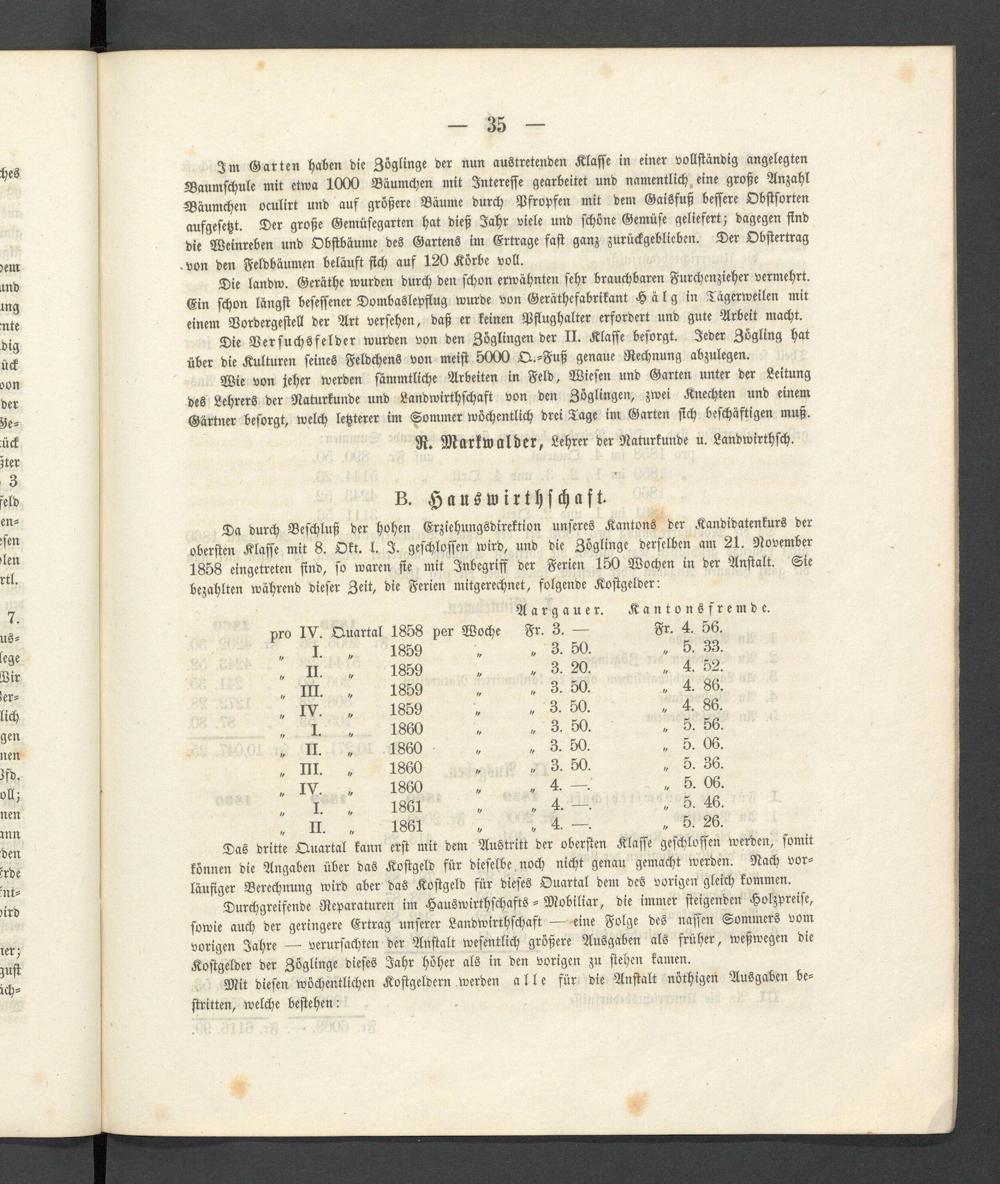 — 35 —
Im Garten haben die Zöglinge der nun austretenden Klasse in einer vollständig angelegten
Baumschule mit etwa 1000 Bäumchen mit Interesse gearbeitet und namentlich eine große Anzahl
Bäumchen oculirt und auf größere Bäume durch Pfropfen mit dem Gaisfuß bessere Obstsorten
aufgesetzt. Der große Gemüsegarten hat dieß Jahr viele und schöne Gemüse geliefert; dagegen sind
die Weinreben und Obstbäume des Gartens im Ertrage fast ganz zurückgeblieben. Der Obstertrag
von den Feldbäumen beläuft sich auf 120 Körbe voll.
Die landw. Geräthe wurden durch den schon erwähnten sehr brauchbaren Furchenzieher vermehrt.
Ein schon längst besessener Dombaslepflug wurde von Geräthefabrikant Hälg in Tägerweilen mit
einem Vordergestell der Art versehen, daß er keinen Pflughalter erfordert und gute Arbeit macht.
Die Versuchsfelder wurden von den Zöglingen der II. Klasse besorgt. Jeder Zögling hat
über die Kulturen seines Feldchens von meist 5000 Q.-Fuß genaue Rechnung abzulegen.
Wie von jeher werden sämmtliche Arbeiten in Feld, Wiesen und Garten unter der Leitung
des Lehrers der Naturkunde und Landwirthschaft von den Zöglingen, zwei Knechten und einem
Gärtner besorgt, welch letzterer im Sommer wöchentlich drei Tage im Garten sich beschäftigen muß.
R. Markwalder, Lehrer der Naturkunde u. Landwirthsch.
B. Hauswirthschaft.
Da durch Beschluß der hohen Erziehungsdirektion unseres Kantons der Kandidatenkurs der
obersten Klasse mit 8. Okt. l. J. geschlossen wird, und die Zöglinge derselben am 21. November
1858 eingetreten sind, so waren sie mit Inbegriff der Ferien 150 Wochen in der Anstalt. Sie
bezahlten während dieser Zeit, die Ferien mitgerechnet, folgende Kostgelder:
Aargauer. Kantonsfremde.
pro IV. Quartal 1858 per Woche Fr. 3. — Fr. 4. 56.
„ I. „ 1859 „ „ 3. 50. „ 5. 33.
„ II. „ 1859 „ „ 3. 20. „ 4. 52.
„ III. „ 1859 „ „ 3. 50. „ 4. 86.
„ IV. „ 1859 „ „ 3. 50. „ 4. 86.
„ I. „ 1860 „ „ 3. 50. „ 5. 56.
„ II. „ 1860 „ „ 3. 50. „ 5. 06.
„ III. „ 1860 „ „ 3. 50. „ 5. 36.
„ IV. „ 1860 „ „ 4. —. „ 5. 06.
„ I. „ 1861 „ „ 4. —. „ 5. 46.
„ II. „ 1861 „ „ 4. —. „ 5. 26.
Das dritte Quartal kann erst mit dem Austritt der obersten Klasse geschlossen werden, somit
können die Angaben über das Kostgeld für dieselbe noch nicht genau gemacht werden. Nach vor-
läufiger Berechnung wird aber das Kostgeld für dieses Quartal dem des vorigen gleich kommen.
Durchgreifende Reparaturen im Hauswirthschafts-Mobiliar, die immer steigenden Holzpreise,
sowie auch der geringere Ertrag unserer Landwirthschaft — eine Folge des nassen Sommers vom
vorigen Jahre — verursachten der Anstalt wesentlich größere Ausgaben als früher, weßwegen die
Kostgelder der Zöglinge dieses Jahr höher als in den vorigen zu stehen kamen.
Mit diesen wöchentlichen Kostgeldern werden alle für die Anstalt nöthigen Ausgaben be-
stritten, welche bestehen: